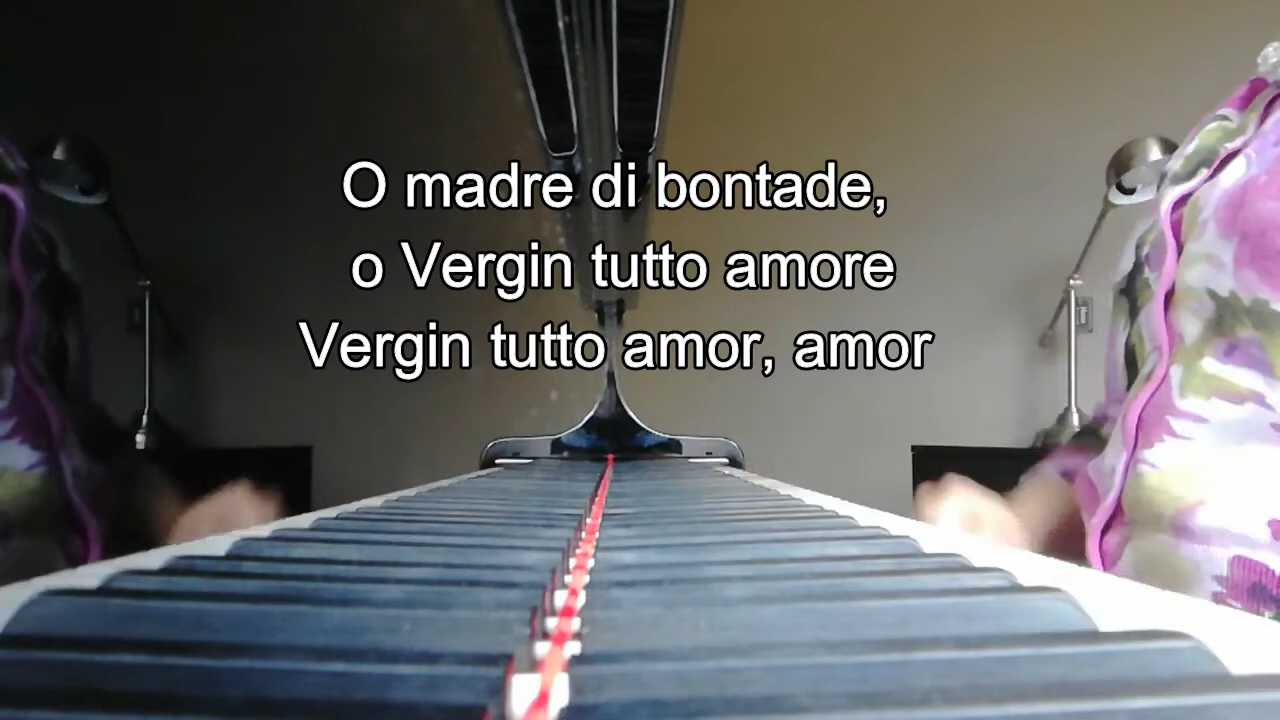 O madre di bontade,
o Vergin tutto amore
Vergin tutto amor, amor